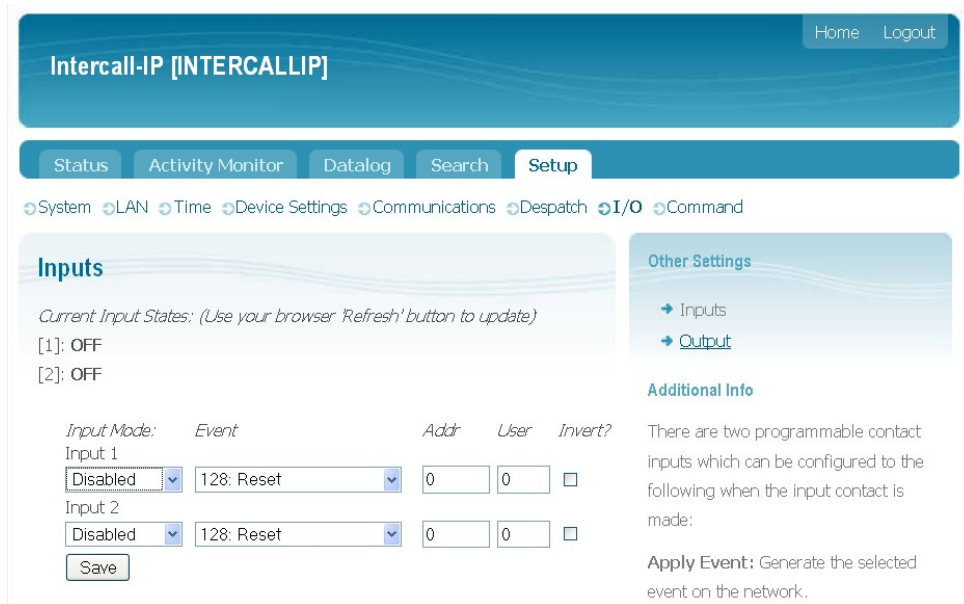 Home Logout
Intercall-IP [INTERCALLIP]
Status Activity Monitor Datalog Search Setup
System LAN Time Device Settings Communications Despatch I/O Command
Inputs
Current Input States: (Use your browser 'Refresh' button to update)
[1]: OFF
[2]: OFF
Input Mode: Event Addr User Invert?
Input 1
Disabled 128: Reset 0 0
Input 2
Disabled 128: Reset 0 0
Save
Other Settings
Inputs
Output
Additional Info
There are two programmable contact
inputs which can be configured to the
following when the input contact is
made:
Apply Event: Generate the selected
event on the network.